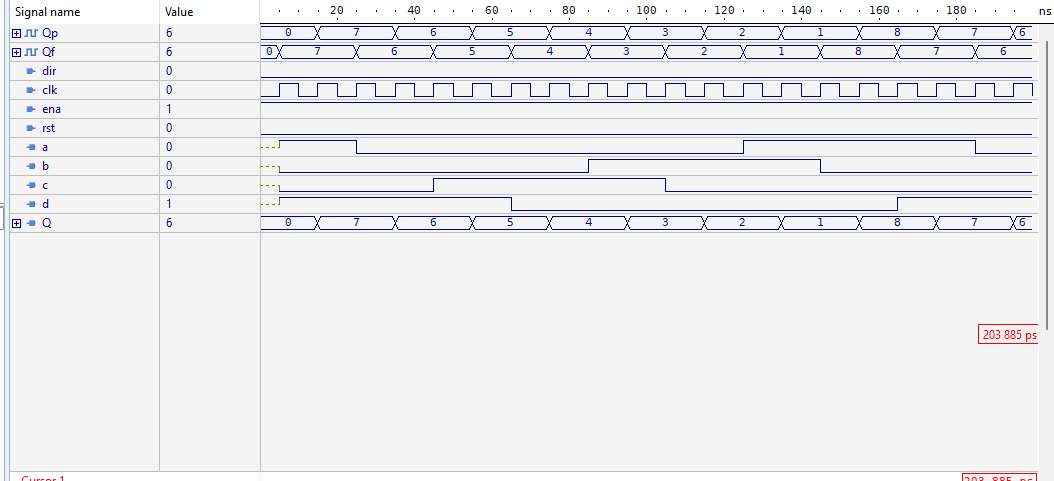 Signal name Value 20 40 60 80 100 120 140 160 180 ns
Qp 6 0 7 6 5 4 3 2 1 8 7 6
Qf 6 0 7 6 5 4 3 2 1 8 7 6
dir 0
clk 0
ena 1
rst 0
a 0
b 0
c 0
d 1
Q 6 0 7 6 5 4 3 2 1 8 7 6
203 885 ps
Cursor 1 203 885 ps